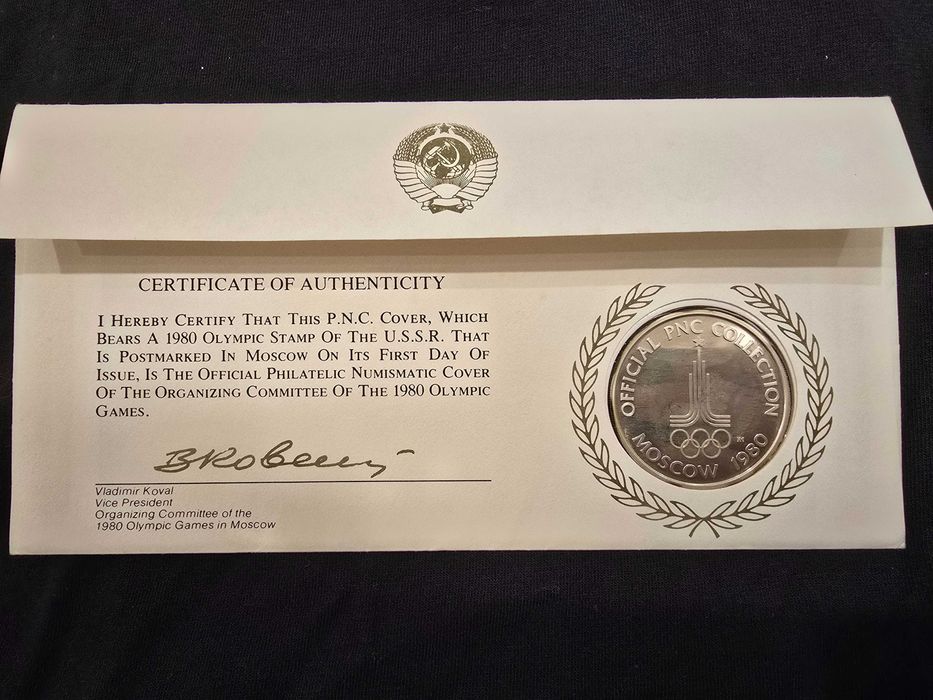 CERTIFICATE OF AUTHENTICITY
I HEREBY CERTIFY THAT THIS P.N.C. COVER, WHICH
BEARS A 1980 OLYMPIC STAMP OF THE U.S.S.R. THAT
IS POSTMARKED IN MOSCOW ON ITS FIRST DAY OF
ISSUE, IS THE OFFICIAL PHILATELIC NUMISMATIC COVER
OF THE ORGANIZING COMMITTEE OF THE 1980 OLYMPIC
GAMES.
Vladimir Koval
Vice President
Organizing Committee of the
1980 Olympic Games in Moscow
OFFICIAL PNC COLLECTION
MOSCOW 1980